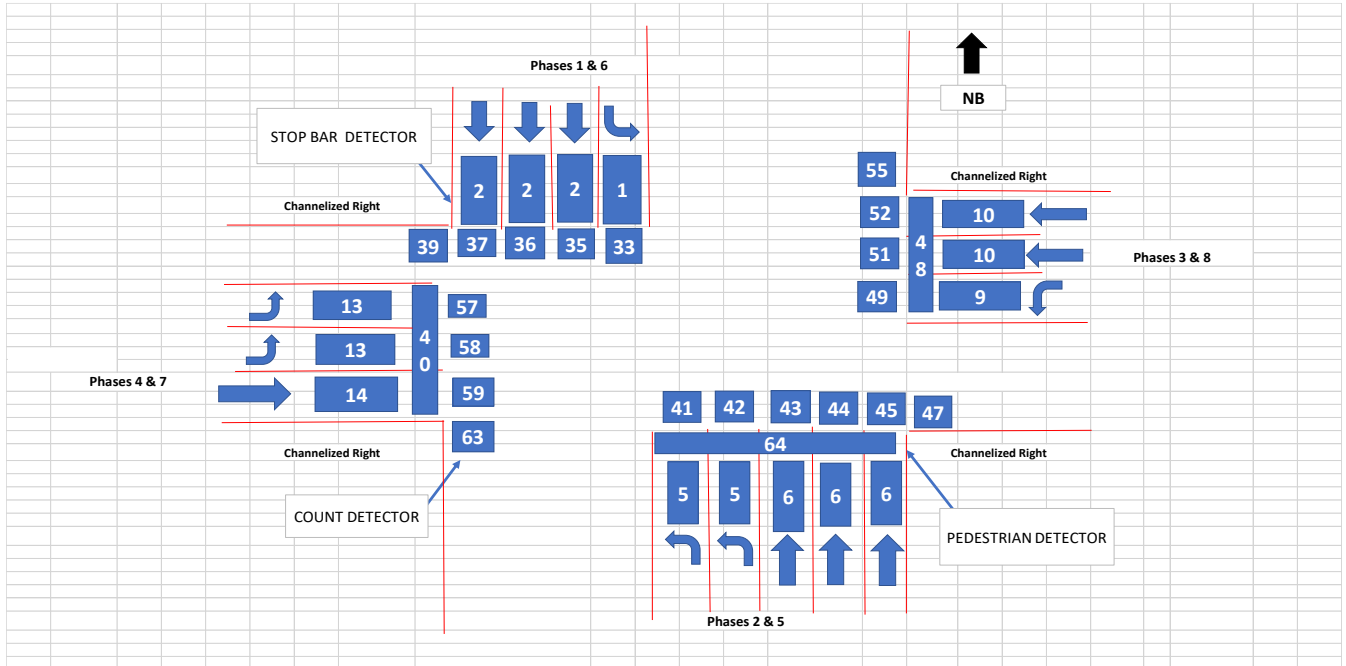 Phases 1 & 6
NB
STOP BAR DETECTOR
2 2 2 1
Channelized Right
39 37 36 35 33
55
Channelized Right
52 10
51 10
49 9
4
8
Phases 3 & 8
13 57
13 58
14 59
4
0
Phases 4 & 7
63
Channelized Right
COUNT DETECTOR
41 42 43 44 45 47
64
Channelized Right
5 5 6 6 6
PEDESTRIAN DETECTOR
Phases 2 & 5